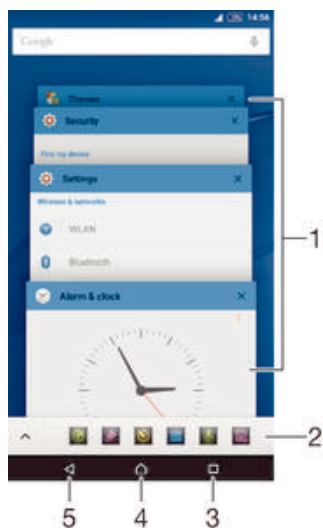 14:56
Google
Themes
Security
Find my device
Settings
Wireless & networks
WLAN
Bluetooth
Alarm & clock
1
2
5
4
3